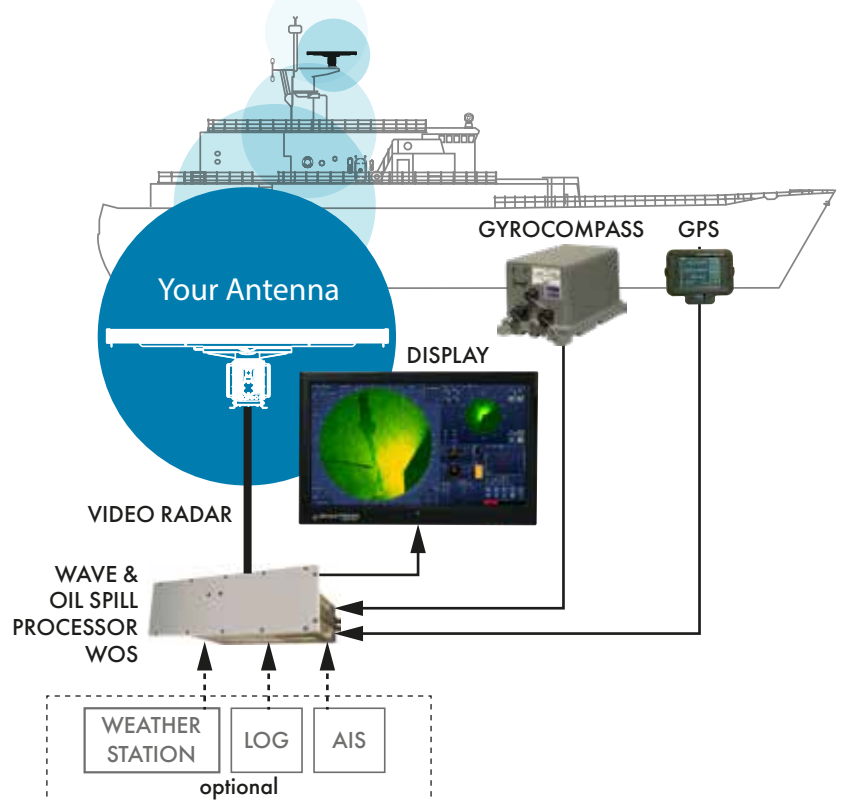 GYROCOMPASS
GPS
Your Antenna
DISPLAY
VIDEO RADAR
WAVE &
OIL SPILL
PROCESSOR
WOS
WEATHER
STATION
LOG
AIS
optional